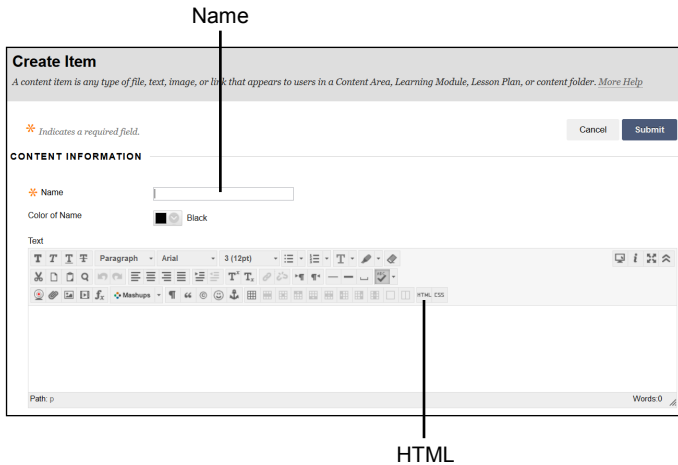 Name
Create Item
A content item is any type of file, text, image, or link that appears to users in a Content Area, Learning Module, Lesson Plan, or content folder. More Help
Indicates a required field.
Cancel Submit
CONTENT INFORMATION
Name
Color of Name Black
Text
T T T T Paragraph Arial 3 (12pt)
Mashups HTML CSS
Path: p Words:0
HTML